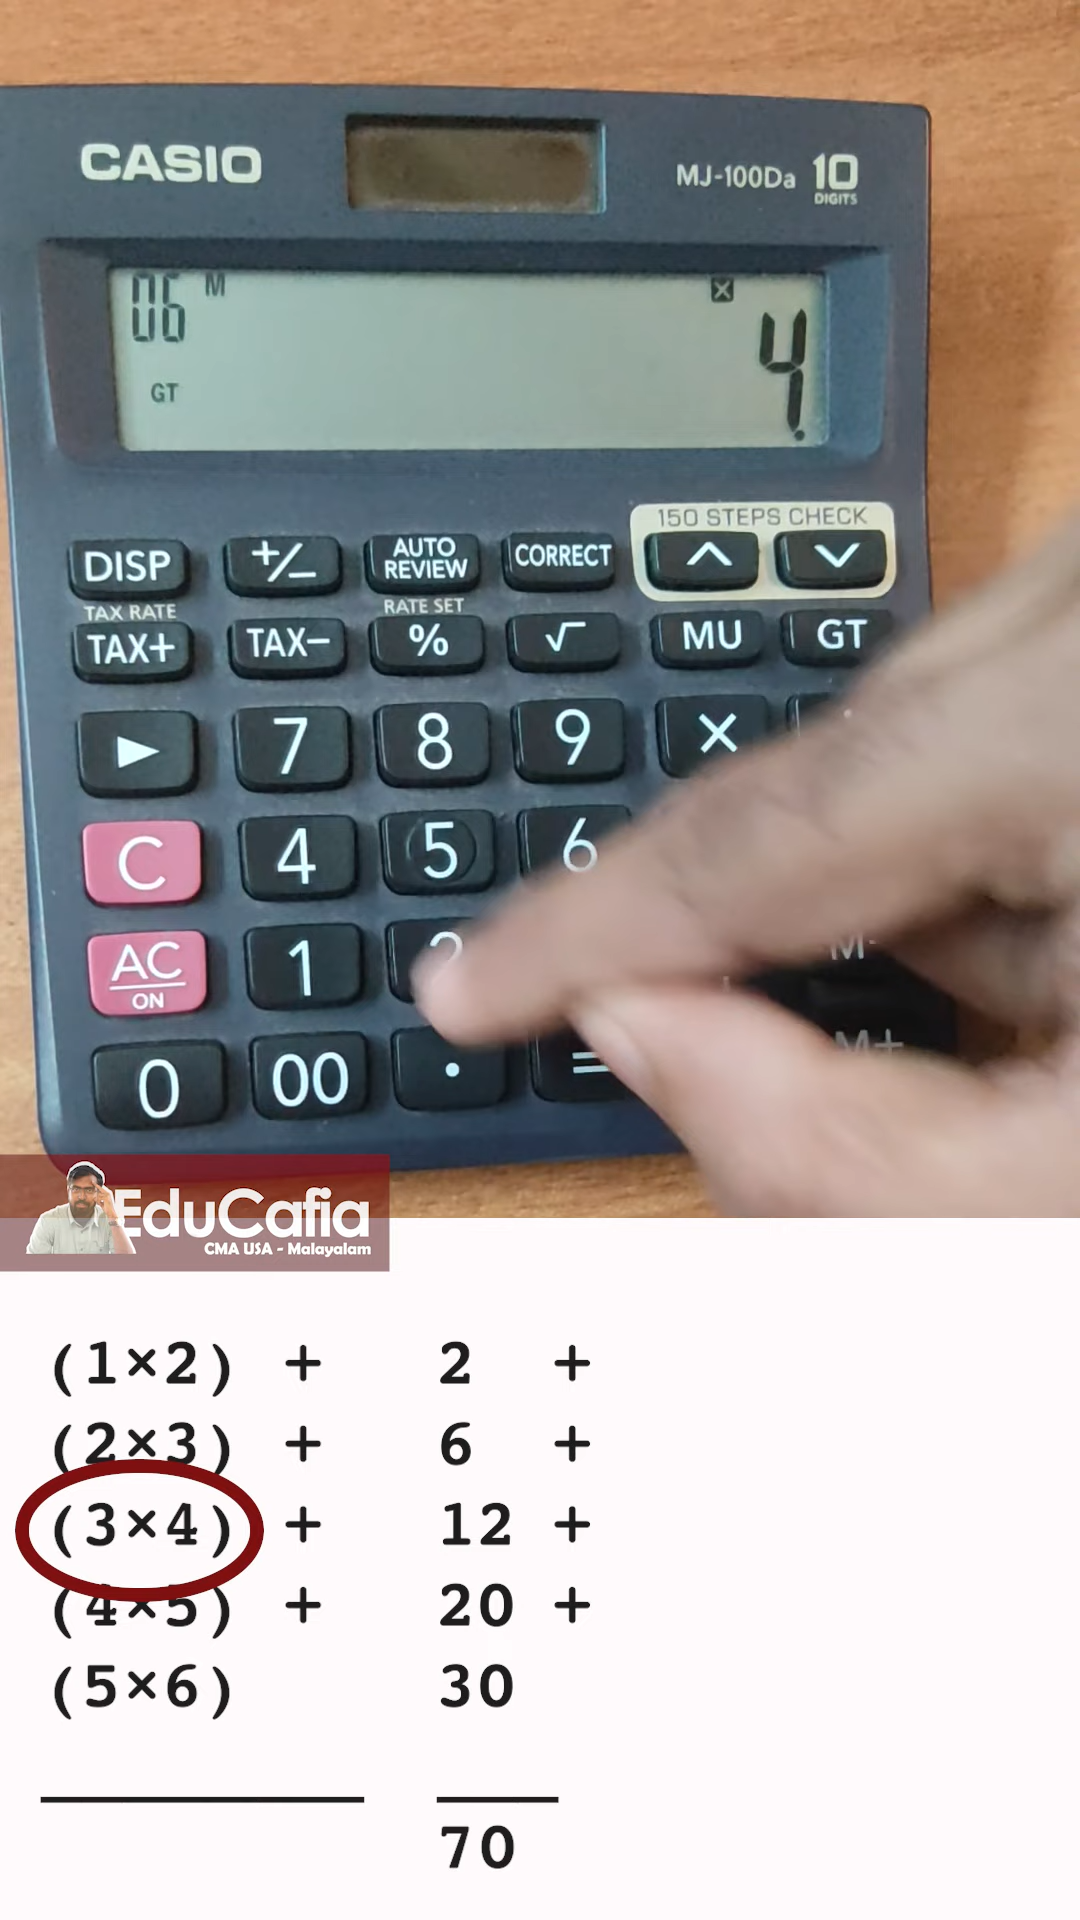 CASIO
MJ-100Da 10
DIGITS
06 M
4.
GT
150 STEPS CHECK
DISP +/− AUTO REVIEW CORRECT
TAX RATE RATE SET
TAX+ TAX− % √ MU GT
7 8 9 ×
C 4 5 6
AC 1 2
ON
M+
0 00 . =
EduCafia
CMA USA - Malayalam
(1×2) + 2 +
(2×3) + 6 +
(3×4) + 12 +
(4×5) + 20 +
(5×6) 30
70